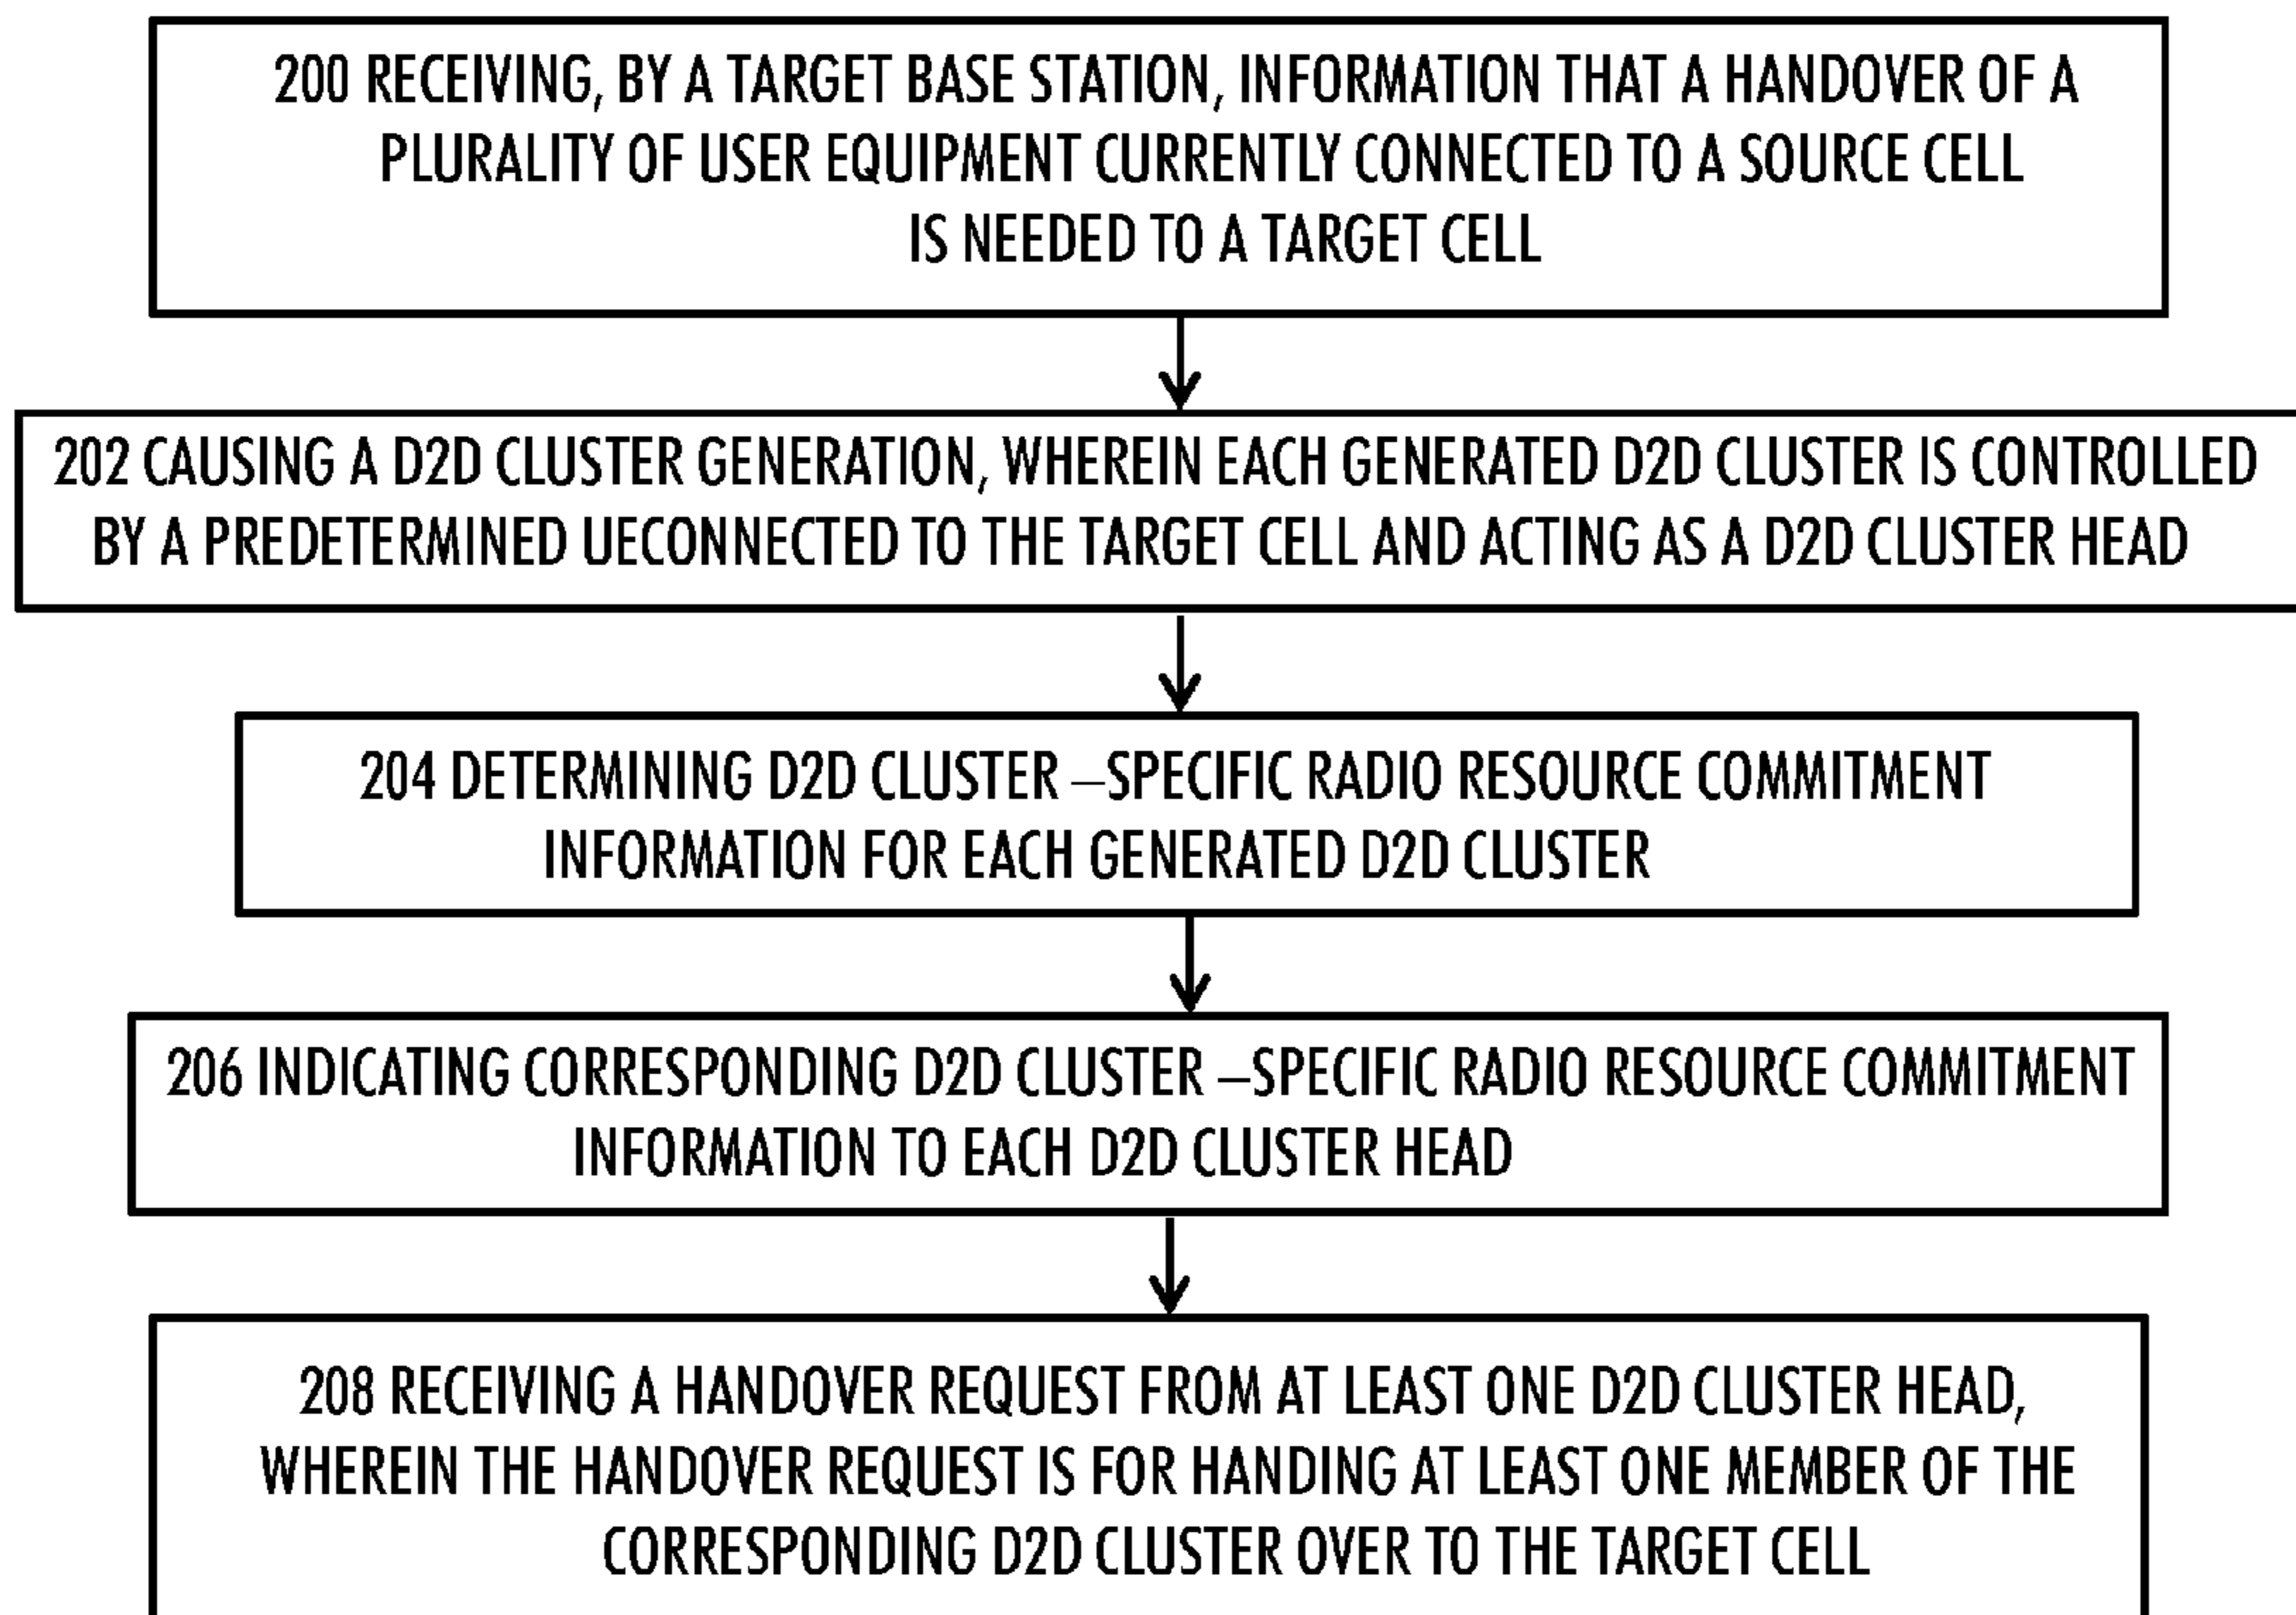 200 RECEIVING, BY A TARGET BASE STATION, INFORMATION THAT A HANDOVER OF A
PLURALITY OF USER EQUIPMENT CURRENTLY CONNECTED TO A SOURCE CELL
IS NEEDED TO A TARGET CELL
202 CAUSING A D2D CLUSTER GENERATION, WHEREIN EACH GENERATED D2D CLUSTER IS CONTROLLED
BY A PREDETERMINED UECONNECTED TO THE TARGET CELL AND ACTING AS A D2D CLUSTER HEAD
204 DETERMINING D2D CLUSTER –SPECIFIC RADIO RESOURCE COMMITMENT
INFORMATION FOR EACH GENERATED D2D CLUSTER
206 INDICATING CORRESPONDING D2D CLUSTER –SPECIFIC RADIO RESOURCE COMMITMENT
INFORMATION TO EACH D2D CLUSTER HEAD
208 RECEIVING A HANDOVER REQUEST FROM AT LEAST ONE D2D CLUSTER HEAD,
WHEREIN THE HANDOVER REQUEST IS FOR HANDING AT LEAST ONE MEMBER OF THE
CORRESPONDING D2D CLUSTER OVER TO THE TARGET CELL